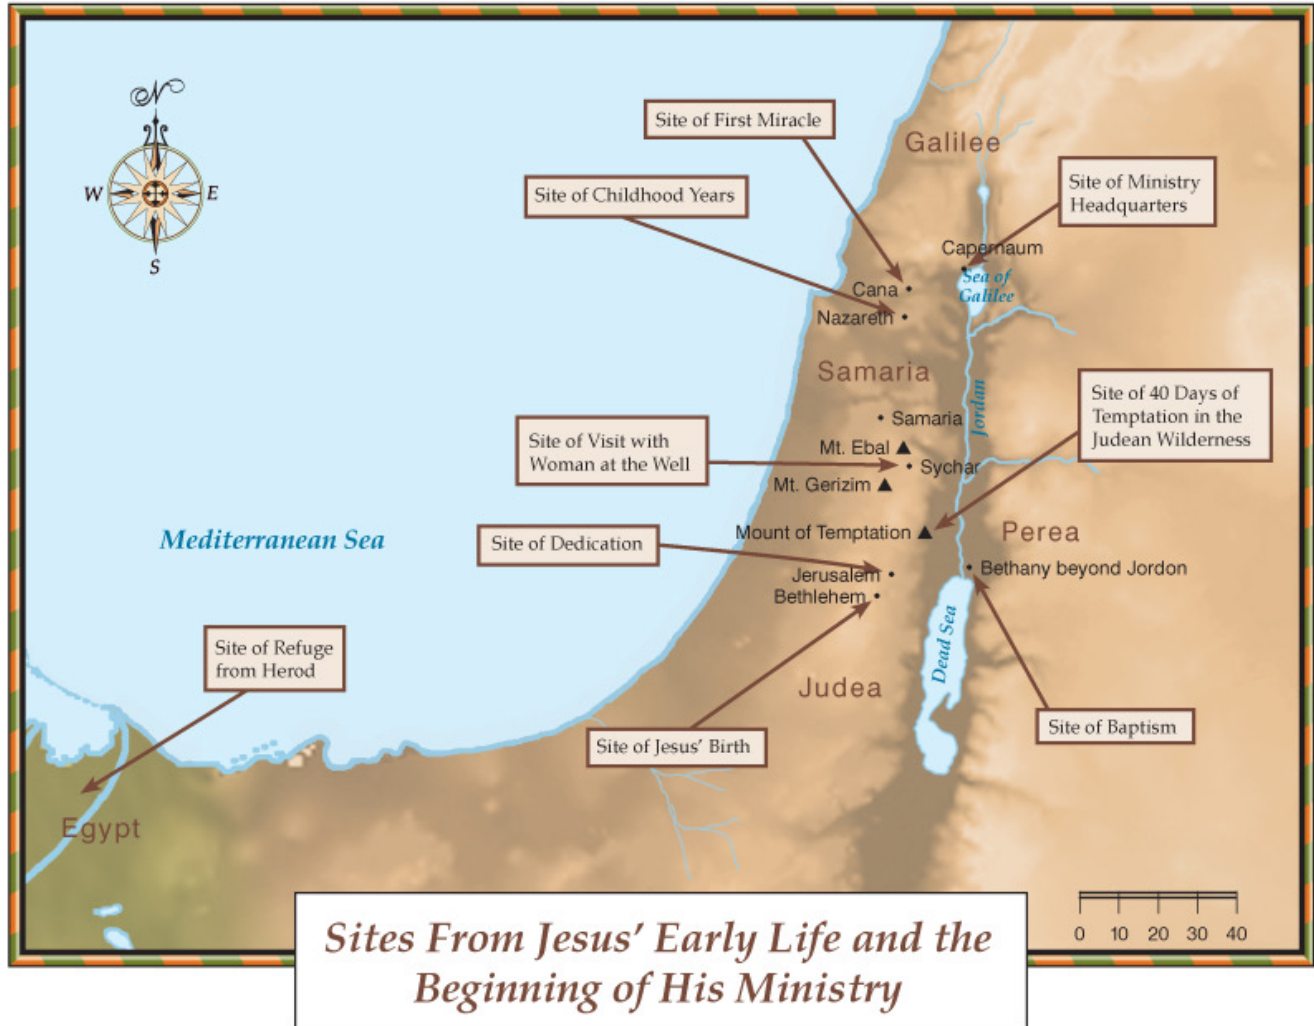 N
W
E
S
Site of First Miracle
Galilee
Site of Childhood Years
Site of Ministry
Headquarters
Capernaum
Sea of
Galilee
Cana
Nazareth
Samaria
Jordan
Site of 40 Days of
Temptation in the
Judean Wilderness
Samaria
Site of Visit with
Woman at the Well
Mt. Ebal
Sychar
Mt. Gerizim
Mediterranean Sea
Site of Dedication
Mount of Temptation
Perea
Jerusalem
Bethany beyond Jordon
Bethlehem
Dead Sea
Site of Refuge
from Herod
Judea
Site of Jesus' Birth
Site of Baptism
Egypt
0 10 20 30 40
Sites From Jesus' Early Life and the
Beginning of His Ministry